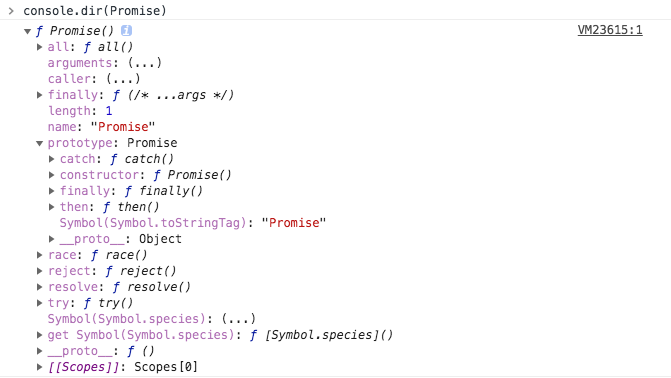 console.dir(Promise)
ƒ Promise() i VM23615:1
all: ƒ all()
arguments: (...)
caller: (...)
finally: ƒ (/* ...args */)
length: 1
name: "Promise"
prototype: Promise
catch: ƒ catch()
constructor: ƒ Promise()
finally: ƒ finally()
then: ƒ then()
Symbol(Symbol.toStringTag): "Promise"
__proto__: Object
race: ƒ race()
reject: ƒ reject()
resolve: ƒ resolve()
try: ƒ try()
Symbol(Symbol.species): (...)
get Symbol(Symbol.species): ƒ [Symbol.species]()
__proto__: ƒ ()
[[Scopes]]: Scopes[0]